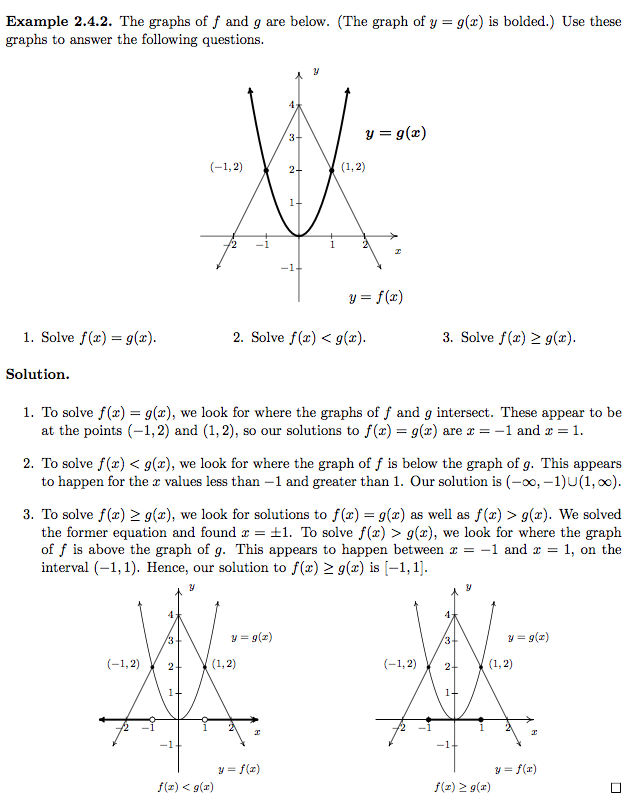 Example 2.4.2. The graphs of f and g are below. (The graph of y = g(x) is bolded.) Use these
graphs to answer the following questions.
y
4
3
y = g(x)
(−1, 2)
2
(1, 2)
1
−2
−1
1
2
x
−1
y = f(x)
1. Solve f(x) = g(x).
2. Solve f(x) < g(x).
3. Solve f(x) ≥ g(x).
Solution.
1. To solve f(x) = g(x), we look for where the graphs of f and g intersect. These appear to be
at the points (−1, 2) and (1, 2), so our solutions to f(x) = g(x) are x = −1 and x = 1.
2. To solve f(x) < g(x), we look for where the graph of f is below the graph of g. This appears
to happen for the x values less than −1 and greater than 1. Our solution is (−∞, −1)∪(1, ∞).
3. To solve f(x) ≥ g(x), we look for solutions to f(x) = g(x) as well as f(x) > g(x). We solved
the former equation and found x = ±1. To solve f(x) > g(x), we look for where the graph
of f is above the graph of g. This appears to happen between x = −1 and x = 1, on the
interval (−1, 1). Hence, our solution to f(x) ≥ g(x) is [−1, 1].
y
4
3
y = g(x)
(−1, 2)
2
(1, 2)
1
−2
−1
1
2
x
−1
y = f(x)
f(x) < g(x)
y
4
3
y = g(x)
(−1, 2)
2
(1, 2)
1
−2
−1
1
2
x
−1
y = f(x)
f(x) ≥ g(x)